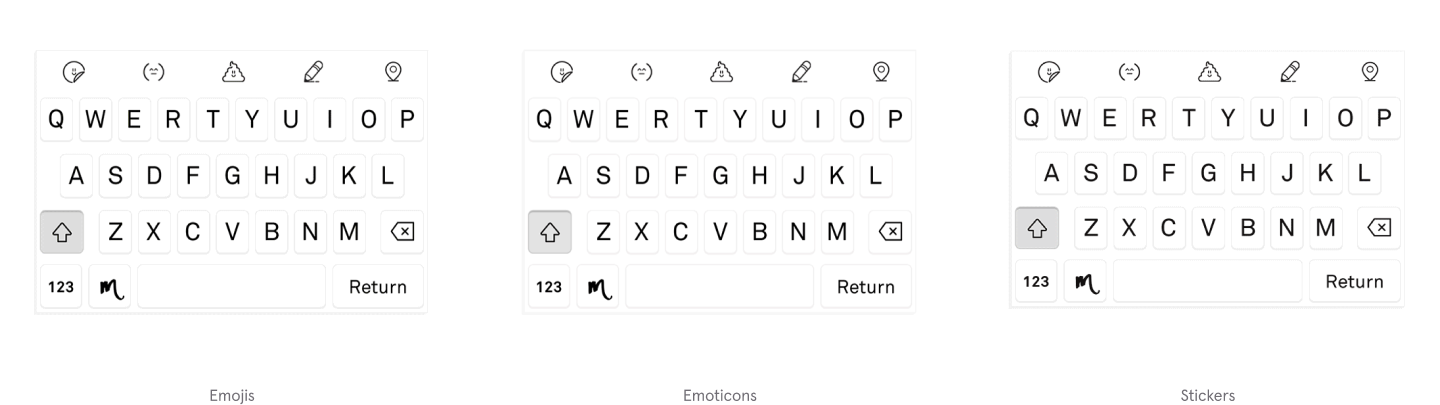 Q W E R T Y U I O P
A S D F G H J K L
Z X C V B N M
123 m Return
Emojis
Q W E R T Y U I O P
A S D F G H J K L
Z X C V B N M
123 m Return
Emoticons
Q W E R T Y U I O P
A S D F G H J K L
Z X C V B N M
123 m Return
Stickers